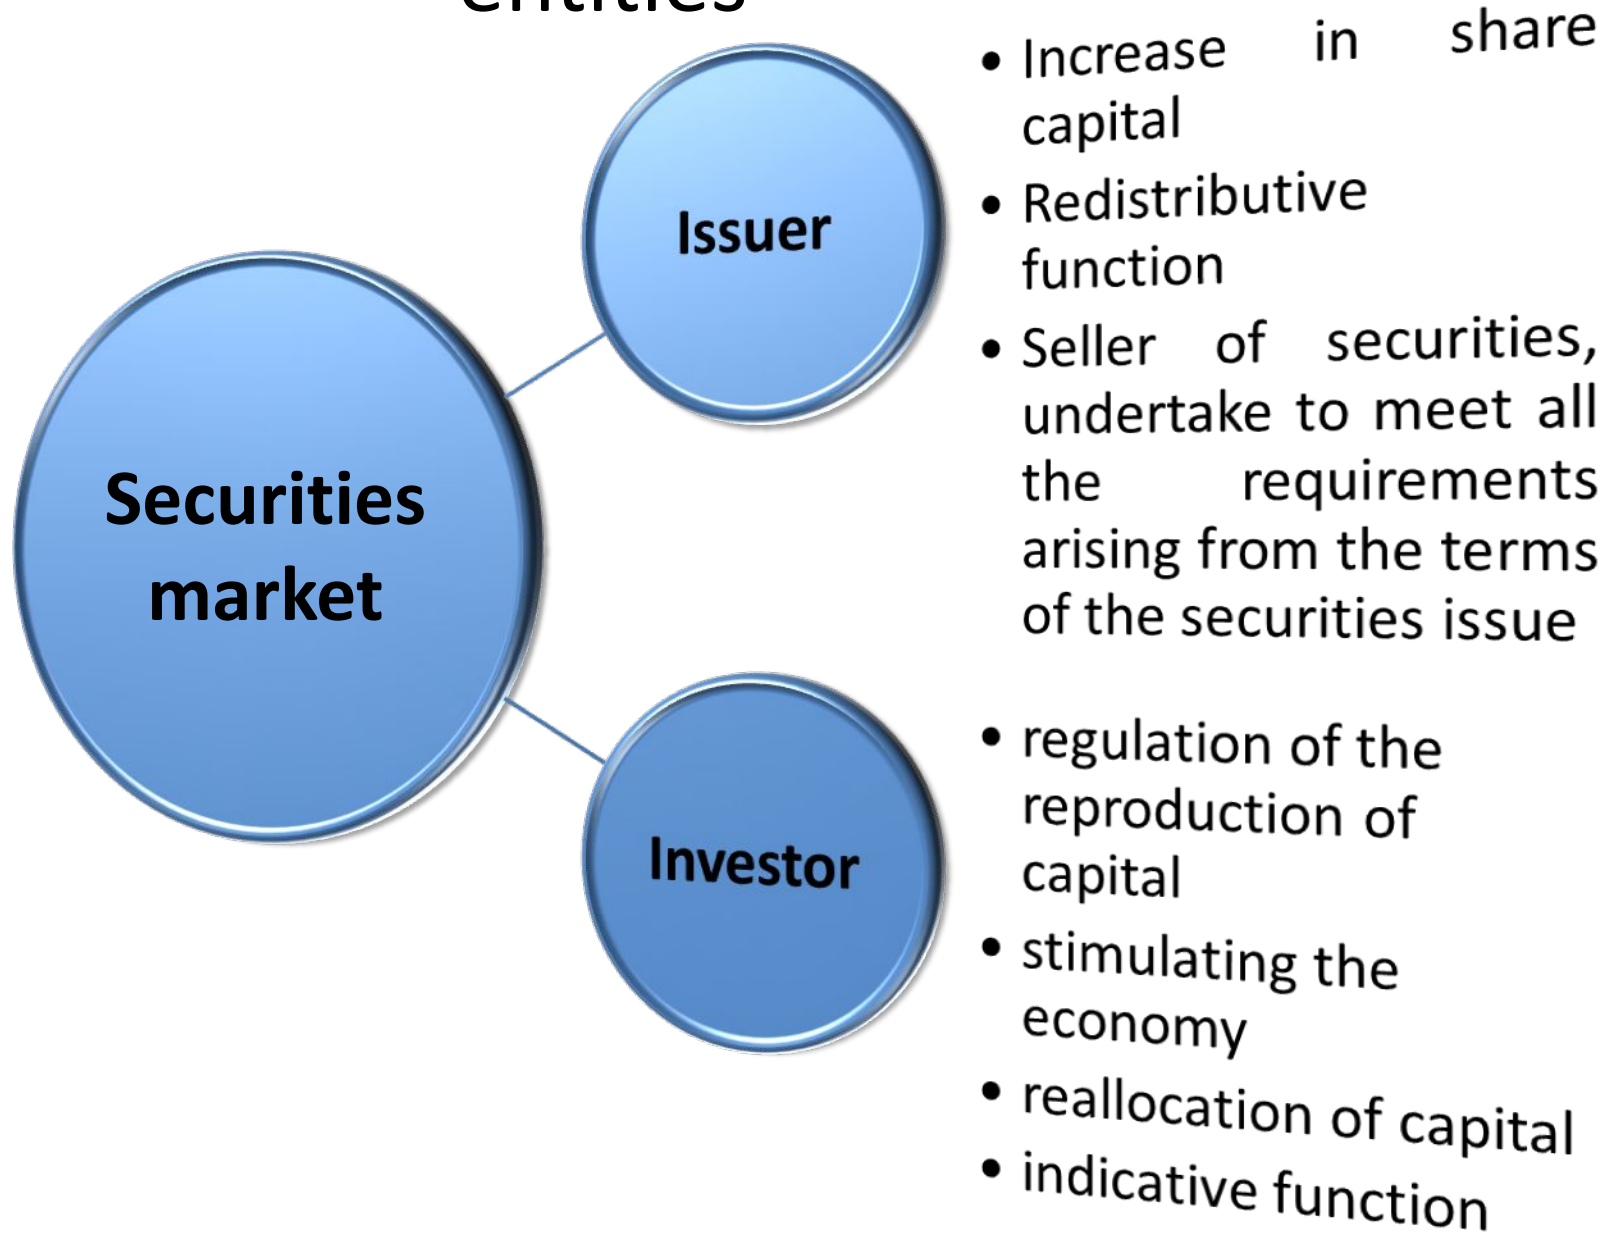 entities
Issuer
Securities
market
Investor
• Increase in share
capital
• Redistributive
function
• Seller of securities,
undertake to meet all
the requirements
arising from the terms
of the securities issue
• regulation of the
reproduction of
capital
• stimulating the
economy
• reallocation of capital
• indicative function